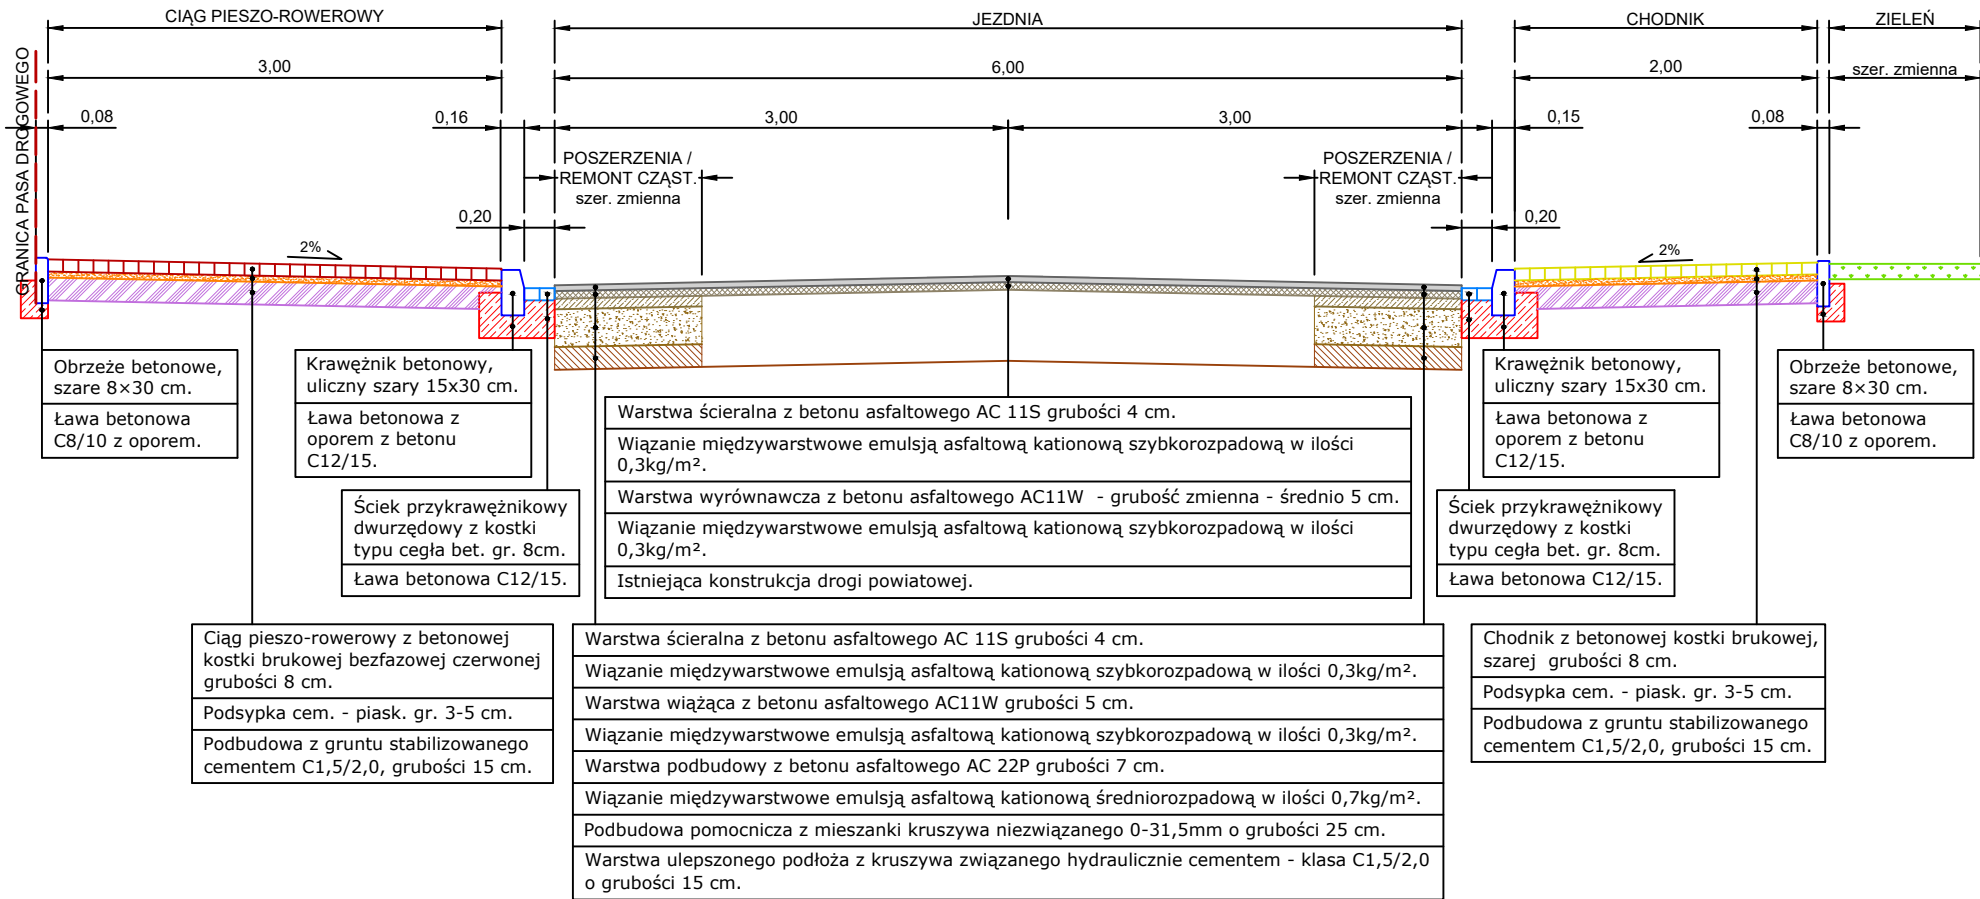 CIĄG PIESZO-ROWEROWY
JEZDNIA
CHODNIK
ZIELEŃ
3,00
6,00
2,00
szer. zmienna
GRANICA PASA DROGOWEGO
0,08
0,16
3,00
3,00
0,15
0,08
POSZERZENIA /
REMONT CZĄST.
szer. zmienna
POSZERZENIA /
REMONT CZĄST.
szer. zmienna
0,20
0,20
2%
2%
Obrzeże betonowe,
szare 8×30 cm.
Ława betonowa
C8/10 z oporem.
Krawężnik betonowy,
uliczny szary 15x30 cm.
Ława betonowa z
oporem z betonu
C12/15.
Ściek przykrawężnikowy
dwurzędowy z kostki
typu cegła bet. gr. 8cm.
Ława betonowa C12/15.
Warstwa ścieralna z betonu asfaltowego AC 11S grubości 4 cm.
Wiązanie międzywarstwowe emulsją asfaltową kationową szybkorozpadową w ilości
0,3kg/m².
Warstwa wyrównawcza z betonu asfaltowego AC11W  - grubość zmienna - średnio 5 cm.
Wiązanie międzywarstwowe emulsją asfaltową kationową szybkorozpadową w ilości
0,3kg/m².
Istniejąca konstrukcja drogi powiatowej.
Krawężnik betonowy,
uliczny szary 15x30 cm.
Ława betonowa z
oporem z betonu
C12/15.
Ściek przykrawężnikowy
dwurzędowy z kostki
typu cegła bet. gr. 8cm.
Ława betonowa C12/15.
Obrzeże betonowe,
szare 8×30 cm.
Ława betonowa
C8/10 z oporem.
Ciąg pieszo-rowerowy z betonowej
kostki brukowej bezfazowej czerwonej
grubości 8 cm.
Podsypka cem. - piask. gr. 3-5 cm.
Podbudowa z gruntu stabilizowanego
cementem C1,5/2,0, grubości 15 cm.
Warstwa ścieralna z betonu asfaltowego AC 11S grubości 4 cm.
Wiązanie międzywarstwowe emulsją asfaltową kationową szybkorozpadową w ilości 0,3kg/m².
Warstwa wiążąca z betonu asfaltowego AC11W grubości 5 cm.
Wiązanie międzywarstwowe emulsją asfaltową kationową szybkorozpadową w ilości 0,3kg/m².
Warstwa podbudowy z betonu asfaltowego AC 22P grubości 7 cm.
Wiązanie międzywarstwowe emulsją asfaltową kationową średniorozpadową w ilości 0,7kg/m².
Podbudowa pomocnicza z mieszanki kruszywa niezwiązanego 0-31,5mm o grubości 25 cm.
Warstwa ulepszonego podłoża z kruszywa związanego hydraulicznie cementem - klasa C1,5/2,0
o grubości 15 cm.
Chodnik z betonowej kostki brukowej,
szarej  grubości 8 cm.
Podsypka cem. - piask. gr. 3-5 cm.
Podbudowa z gruntu stabilizowanego
cementem C1,5/2,0, grubości 15 cm.